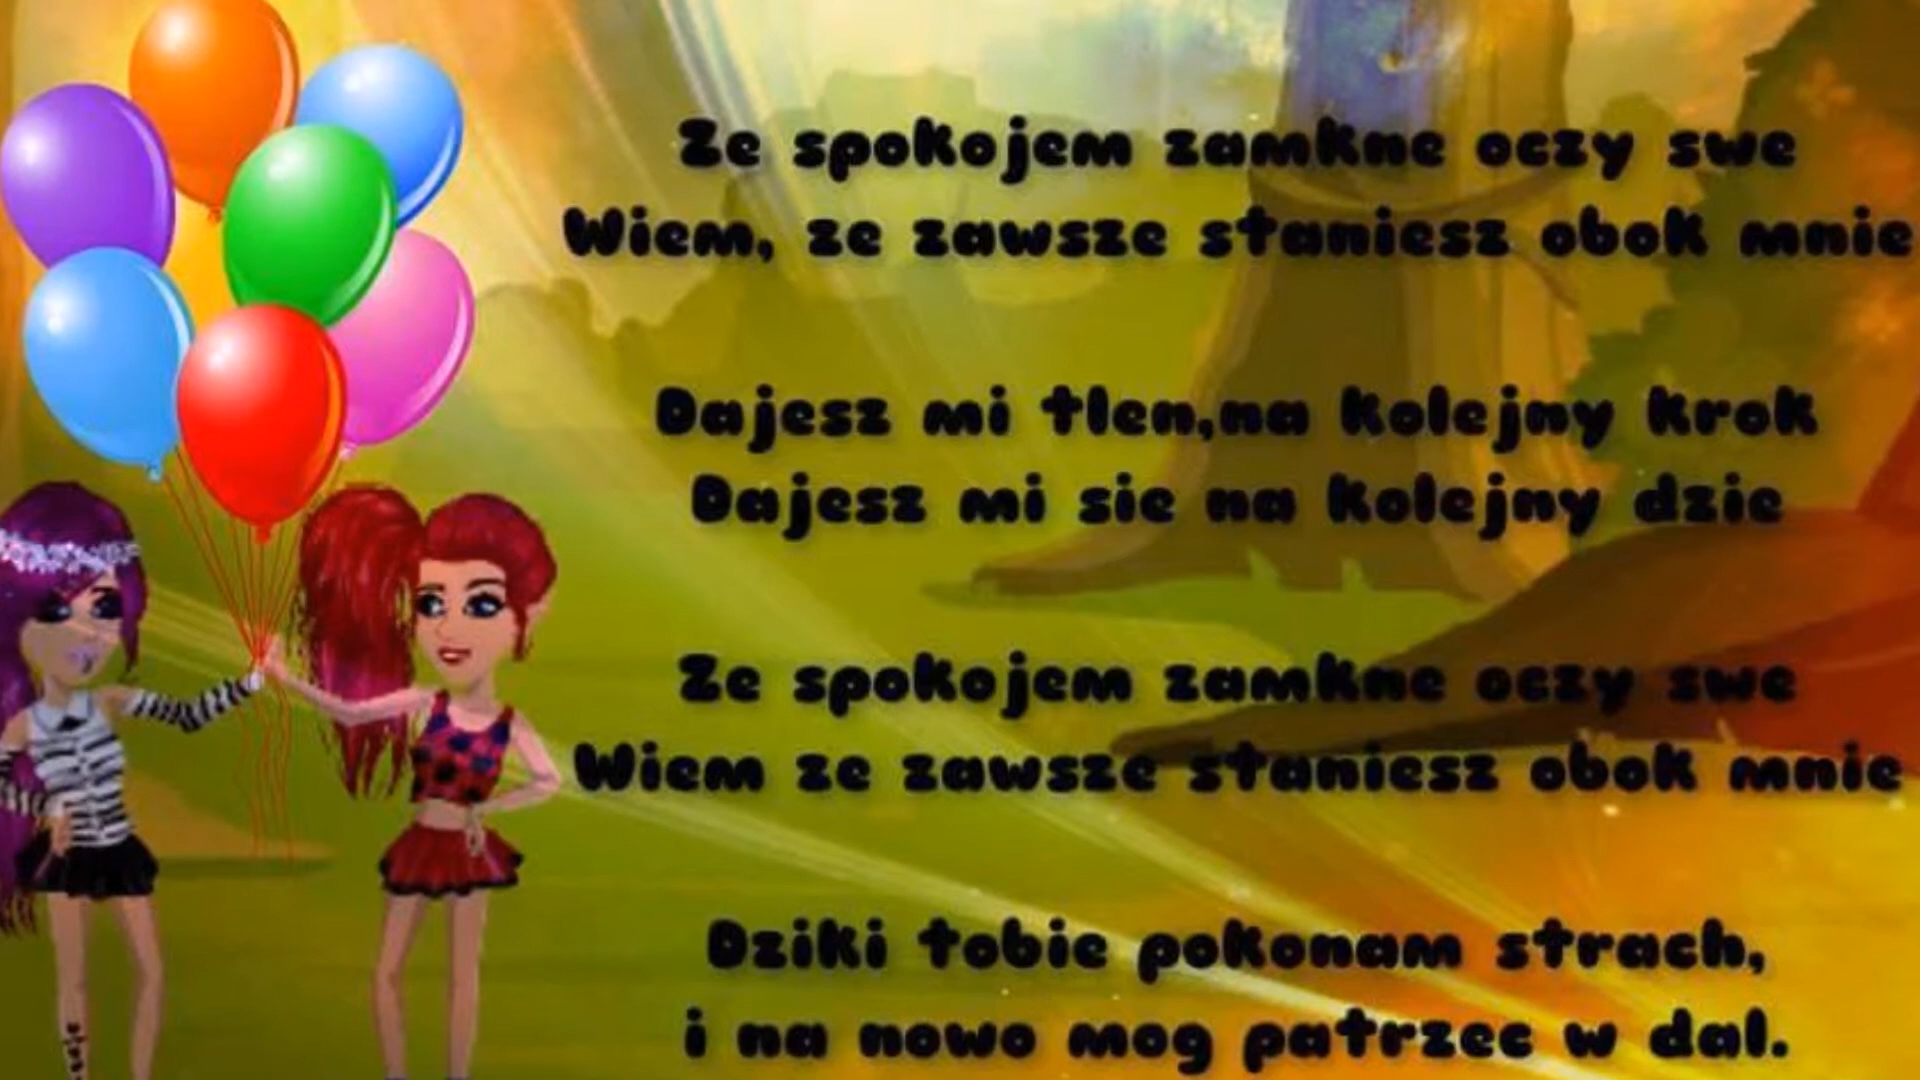 Ze spokojem zamkne oczy swe
Wiem, ze zawsze staniesz obok mnie
Dajesz mi tlen,na kolejny krok
Dajesz mi sie na kolejny dzie
Ze spokojem zamkne oczy swe
Wiem ze zawsze staniesz obok mnie
Dziki tobie pokonam strach,
i na nowo mog patrzec w dal.